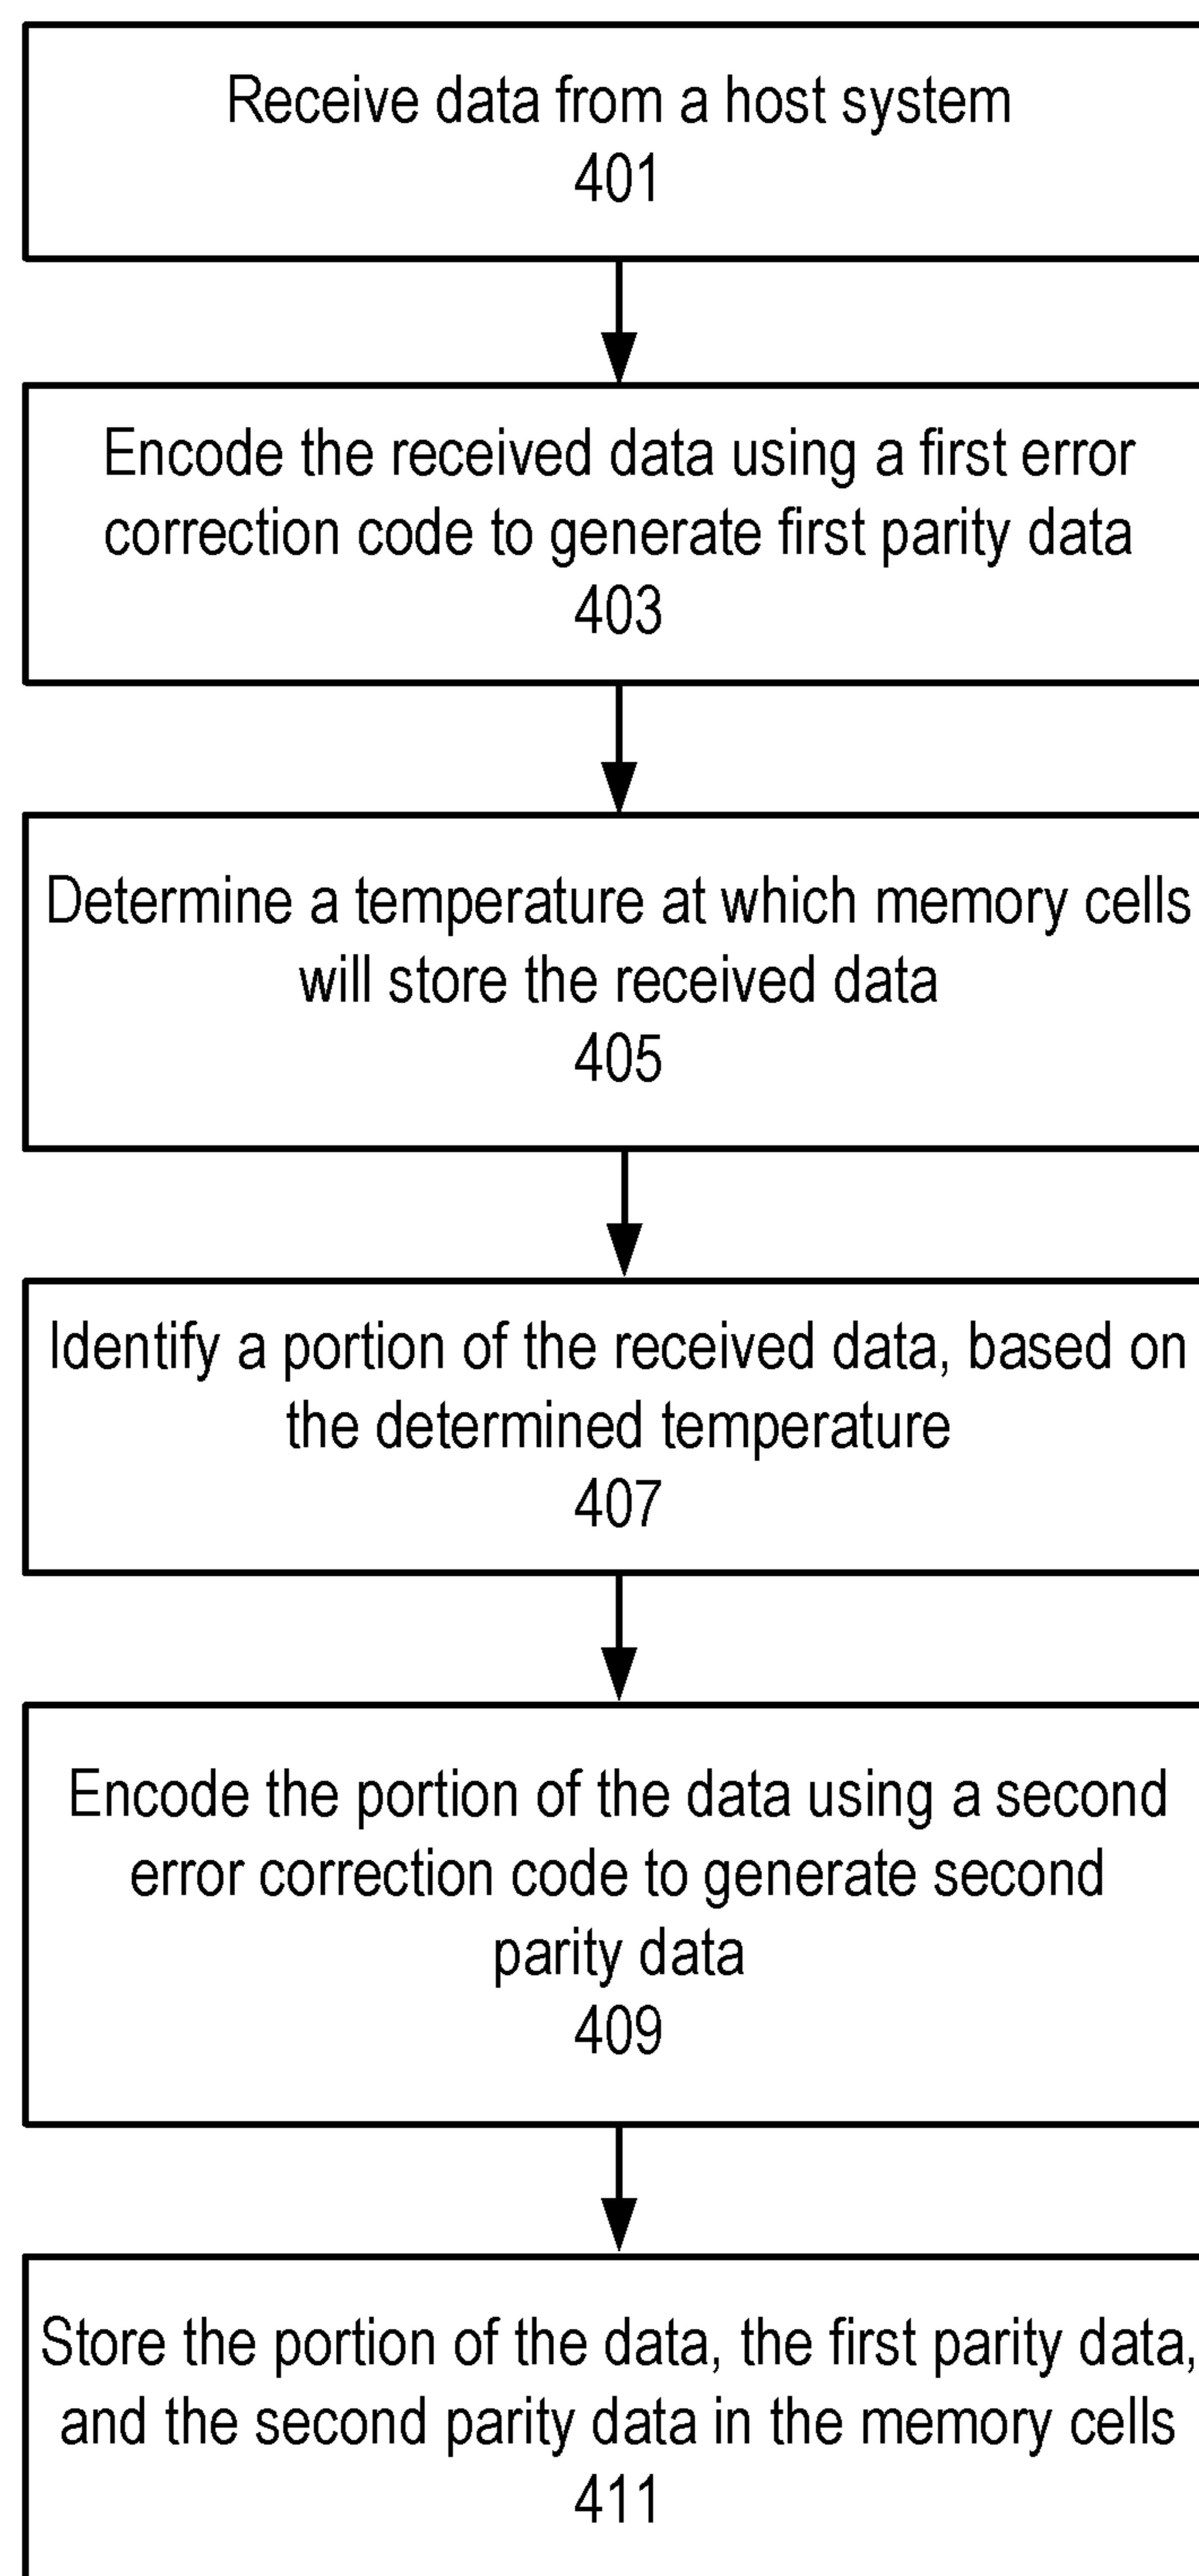 Receive data from a host system
401
Encode the received data using a first error
correction code to generate first parity data
403
Determine a temperature at which memory cells
will store the received data
405
Identify a portion of the received data, based on
the determined temperature
407
Encode the portion of the data using a second
error correction code to generate second
parity data
409
Store the portion of the data, the first parity data,
and the second parity data in the memory cells
411